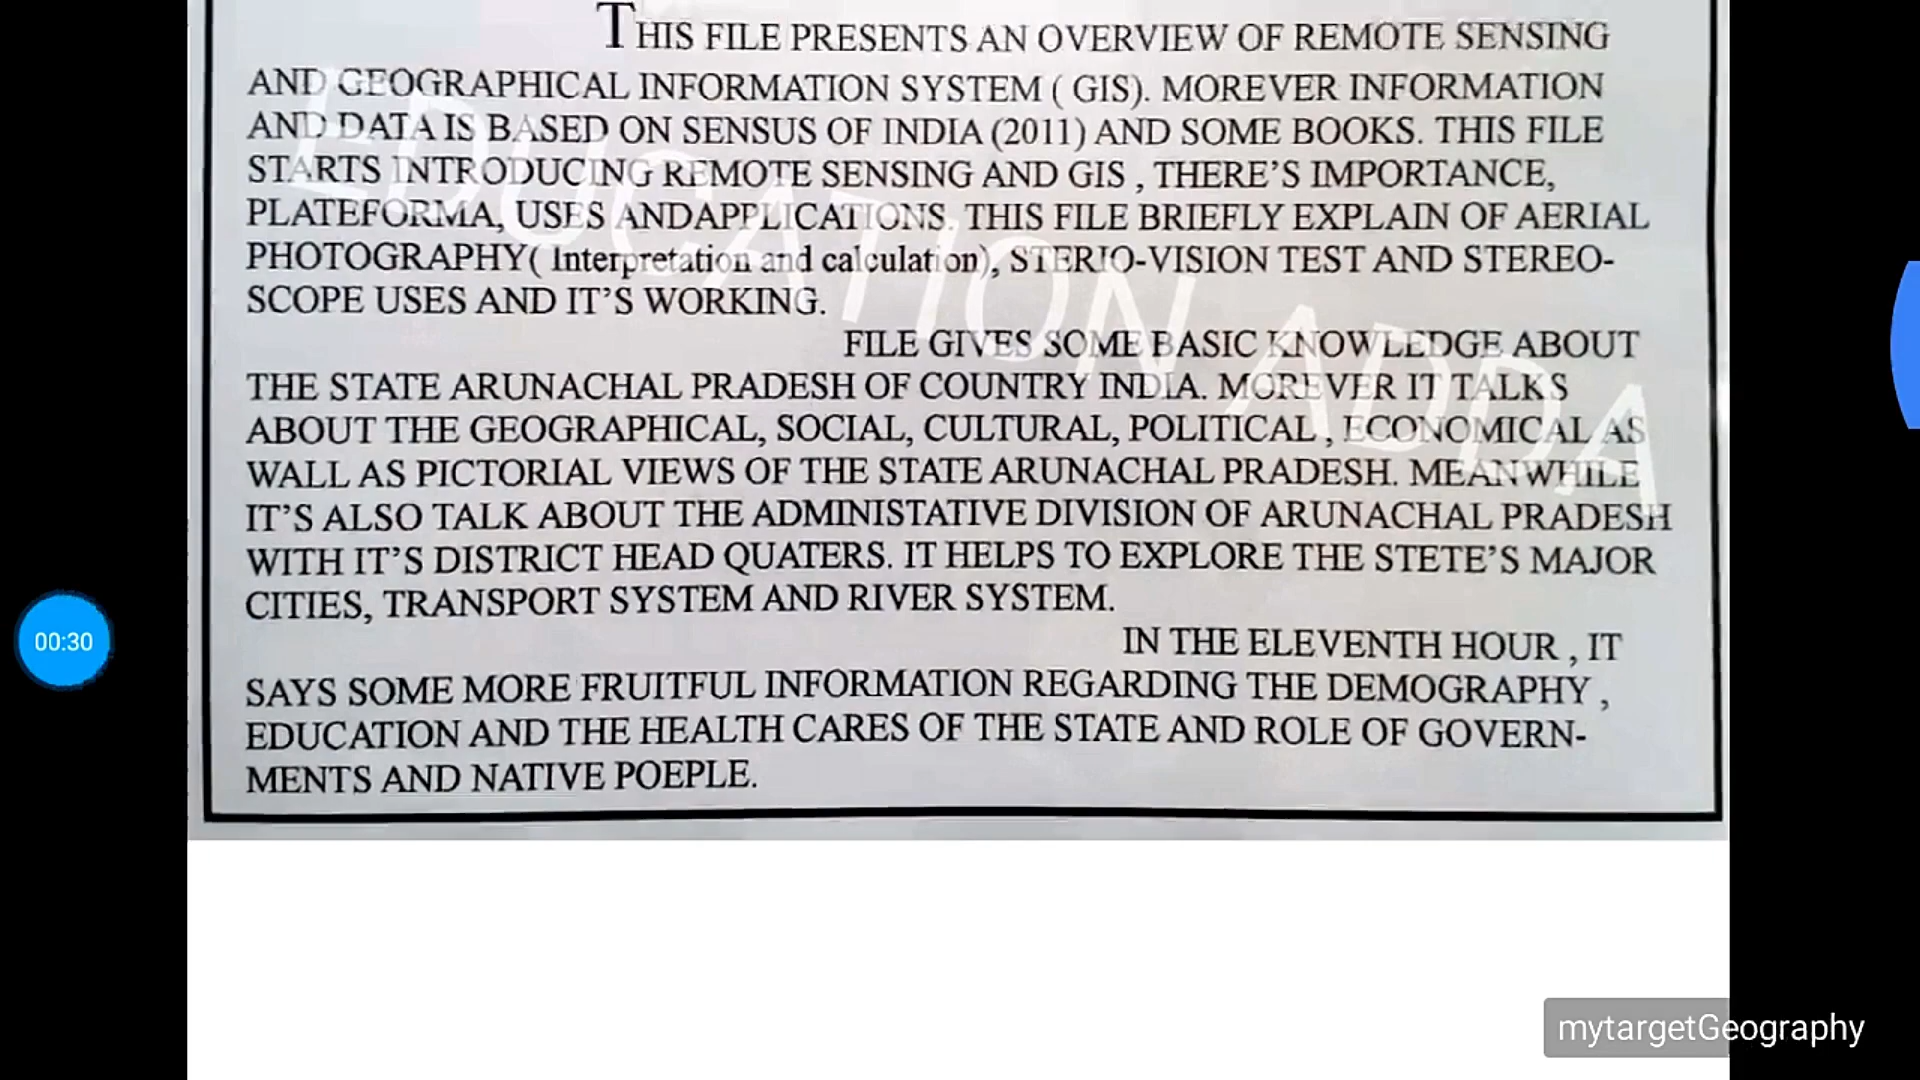 THIS FILE PRESENTS AN OVERVIEW OF REMOTE SENSING
AND GEOGRAPHICAL INFORMATION SYSTEM ( GIS). MOREVER INFORMATION
AND DATA IS BASED ON SENSUS OF INDIA (2011) AND SOME BOOKS. THIS FILE
STARTS INTRODUCING REMOTE SENSING AND GIS , THERE'S IMPORTANCE,
PLATEFORMA, USES ANDAPPLICATIONS. THIS FILE BRIEFLY EXPLAIN OF AERIAL
PHOTOGRAPHY( Interpretation and calculation), STERIO-VISION TEST AND STEREO-
SCOPE USES AND IT'S WORKING.
FILE GIVES SOME BASIC KNOWLEDGE ABOUT
THE STATE ARUNACHAL PRADESH OF COUNTRY INDIA. MOREVER IT TALKS
ABOUT THE GEOGRAPHICAL, SOCIAL, CULTURAL, POLITICAL , ECONOMICAL AS
WALL AS PICTORIAL VIEWS OF THE STATE ARUNACHAL PRADESH. MEANWHILE
IT'S ALSO TALK ABOUT THE ADMINISTATIVE DIVISION OF ARUNACHAL PRADESH
WITH IT'S DISTRICT HEAD QUATERS. IT HELPS TO EXPLORE THE STETE'S MAJOR
CITIES, TRANSPORT SYSTEM AND RIVER SYSTEM.
IN THE ELEVENTH HOUR , IT
SAYS SOME MORE FRUITFUL INFORMATION REGARDING THE DEMOGRAPHY ,
EDUCATION AND THE HEALTH CARES OF THE STATE AND ROLE OF GOVERN-
MENTS AND NATIVE POEPLE.
EDUCATION ADDA
00:30
mytargetGeography